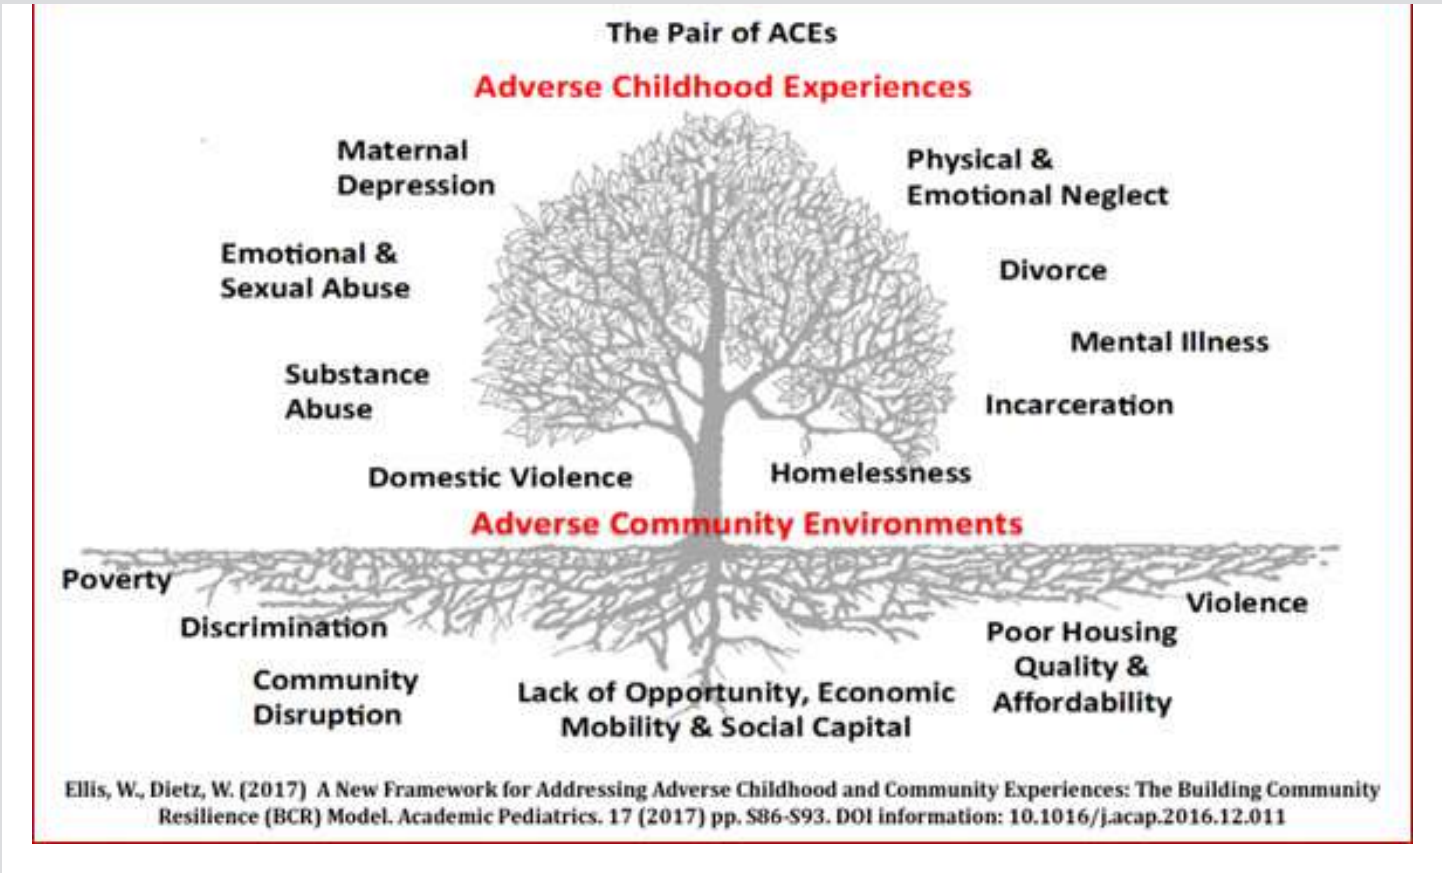 The Pair of ACEs
Adverse Childhood Experiences
Maternal
Depression
Physical &
Emotional Neglect
Emotional &
Sexual Abuse
Divorce
Mental Illness
Substance
Abuse
Incarceration
Domestic Violence
Homelessness
Adverse Community Environments
Poverty
Violence
Discrimination
Poor Housing
Quality &
Affordability
Community
Disruption
Lack of Opportunity, Economic
Mobility & Social Capital
Ellis, W., Dietz, W. (2017) A New Framework for Addressing Adverse Childhood and Community Experiences: The Building Community
Resilience (BCR) Model. Academic Pediatrics. 17 (2017) pp. S86-S93. DOI information: 10.1016/j.acap.2016.12.011